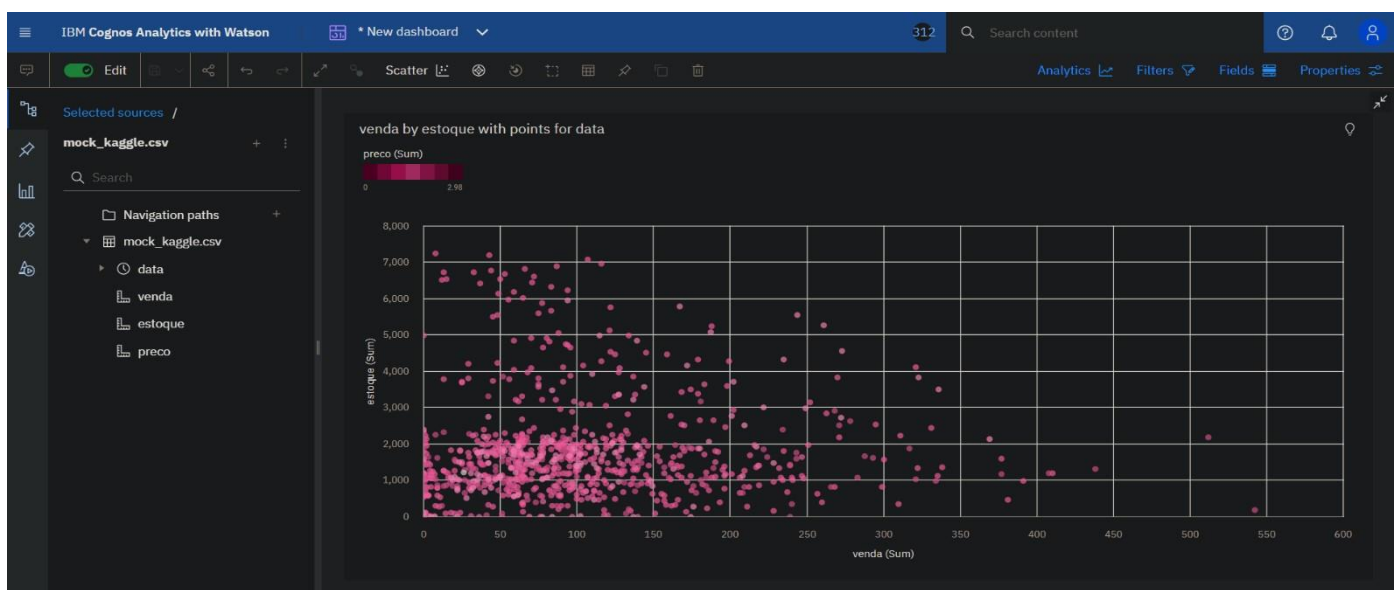 IBM Cognos Analytics with Watson
* New dashboard
312
Search content
Edit
Scatter
Analytics
Filters
Fields
Properties
Selected sources /
mock_kaggle.csv
Search
Navigation paths
mock_kaggle.csv
data
venda
estoque
preco
venda by estoque with points for data
preco (Sum)
0 2.98
8,000
7,000
6,000
5,000
4,000
3,000
2,000
1,000
0
estoque (Sum)
0 50 100 150 200 250 300 350 400 450 500 550 600
venda (Sum)